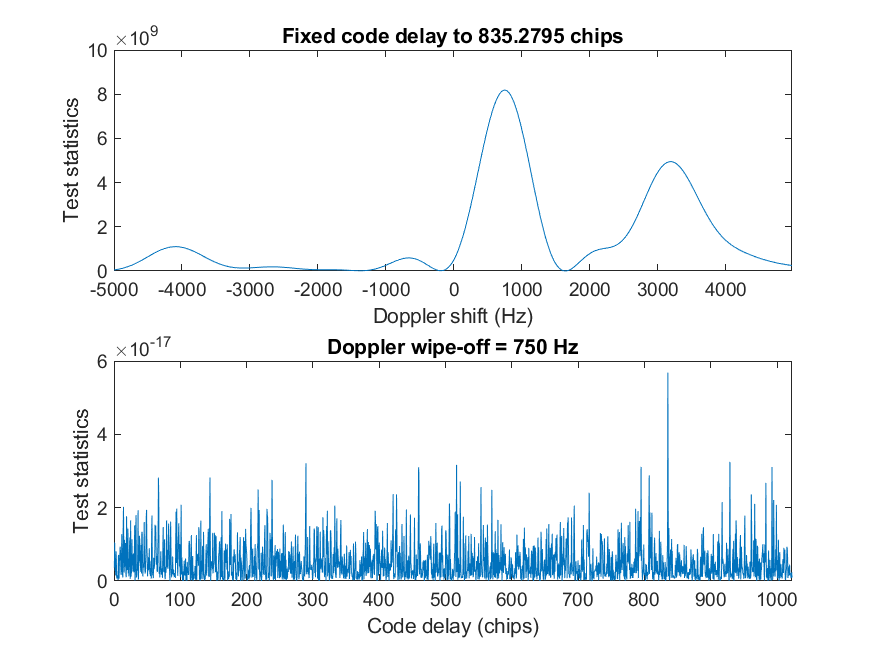 ×10^9
Fixed code delay to 835.2795 chips
10
8
6
4
2
0
Test statistics
-5000 -4000 -3000 -2000 -1000 0 1000 2000 3000 4000
Doppler shift (Hz)
×10^-17
Doppler wipe-off = 750 Hz
6
4
2
0
Test statistics
0 100 200 300 400 500 600 700 800 900 1000
Code delay (chips)